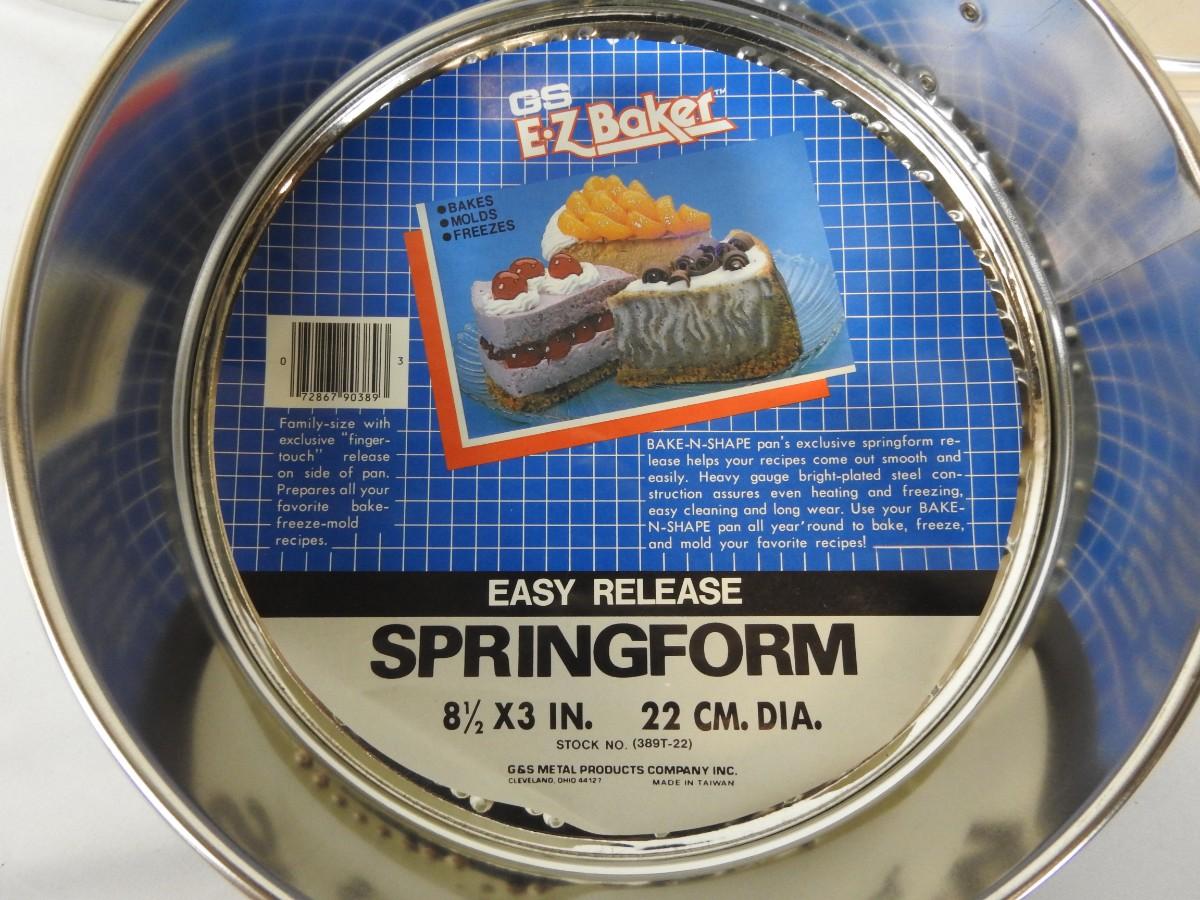 GS
E·Z Baker™
●BAKES
●MOLDS
●FREEZES
0 72867 90389 3
Family-size with
exclusive "finger-
touch" release
on side of pan.
Prepares all your
favorite bake-
freeze-mold
recipes.
BAKE-N-SHAPE pan's exclusive springform re-
lease helps your recipes come out smooth and
easily. Heavy gauge bright-plated steel con-
struction assures even heating and freezing,
easy cleaning and long wear. Use your BAKE-
N-SHAPE pan all year'round to bake, freeze,
and mold your favorite recipes!
EASY RELEASE
SPRINGFORM
8½ X3 IN. 22 CM. DIA.
STOCK NO. (389T-22)
G&S METAL PRODUCTS COMPANY INC.
CLEVELAND, OHIO 44127 MADE IN TAIWAN